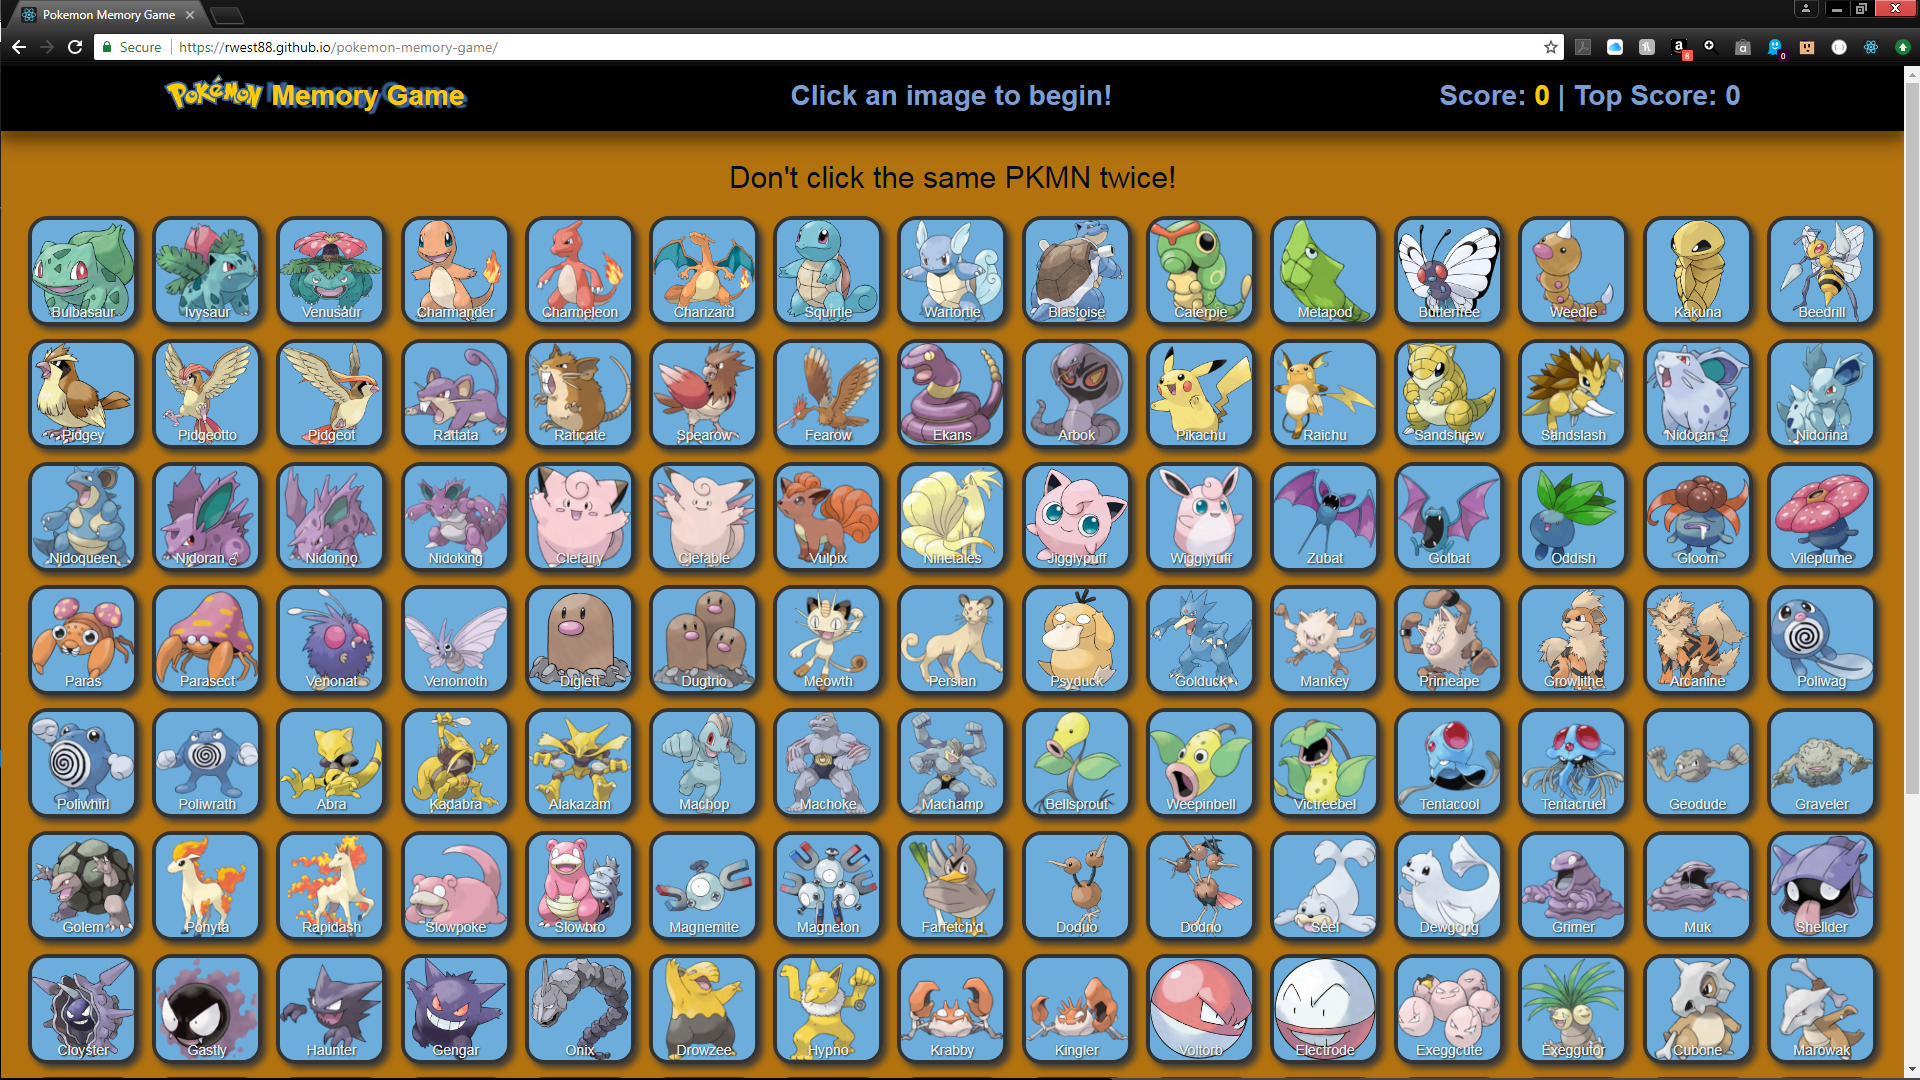 Pokemon Memory Game
Secure https://rwest88.github.io/pokemon-memory-game/
a 8 a 0
POKéMON Memory Game Click an image to begin! Score: 0 | Top Score: 0
Don't click the same PKMN twice!
Bulbasaur Ivysaur Venusaur Charmander Charmeleon Charizard Squirtle Wartortle Blastoise Caterpie Metapod Butterfree Weedle Kakuna Beedrill
Pidgey Pidgeotto Pidgeot Rattata Raticate Spearow Fearow Ekans Arbok Pikachu Raichu Sandshrew Sandslash Nidoran ♀ Nidorina
Nidoqueen Nidoran ♂ Nidorino Nidoking Clefairy Clefable Vulpix Ninetales Jigglypuff Wigglytuff Zubat Golbat Oddish Gloom Vileplume
Paras Parasect Venonat Venomoth Diglett Dugtrio Meowth Persian Psyduck Golduck Mankey Primeape Growlithe Arcanine Poliwag
Poliwhirl Poliwrath Abra Kadabra Alakazam Machop Machoke Machamp Bellsprout Weepinbell Victreebel Tentacool Tentacruel Geodude Graveler
Golem Ponyta Rapidash Slowpoke Slowbro Magnemite Magneton Farfetch'd Doduo Dodrio Seel Dewgong Grimer Muk Shellder
Cloyster Gastly Haunter Gengar Onix Drowzee Hypno Krabby Kingler Voltorb Electrode Exeggcute Exeggutor Cubone Marowak